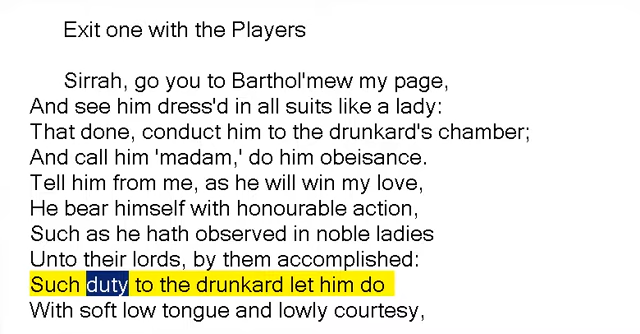 Exit one with the Players
Sirrah, go you to Barthol'mew my page,
And see him dress'd in all suits like a lady:
That done, conduct him to the drunkard's chamber;
And call him 'madam,' do him obeisance.
Tell him from me, as he will win my love,
He bear himself with honourable action,
Such as he hath observed in noble ladies
Unto their lords, by them accomplished:
Such duty to the drunkard let him do
With soft low tongue and lowly courtesy,